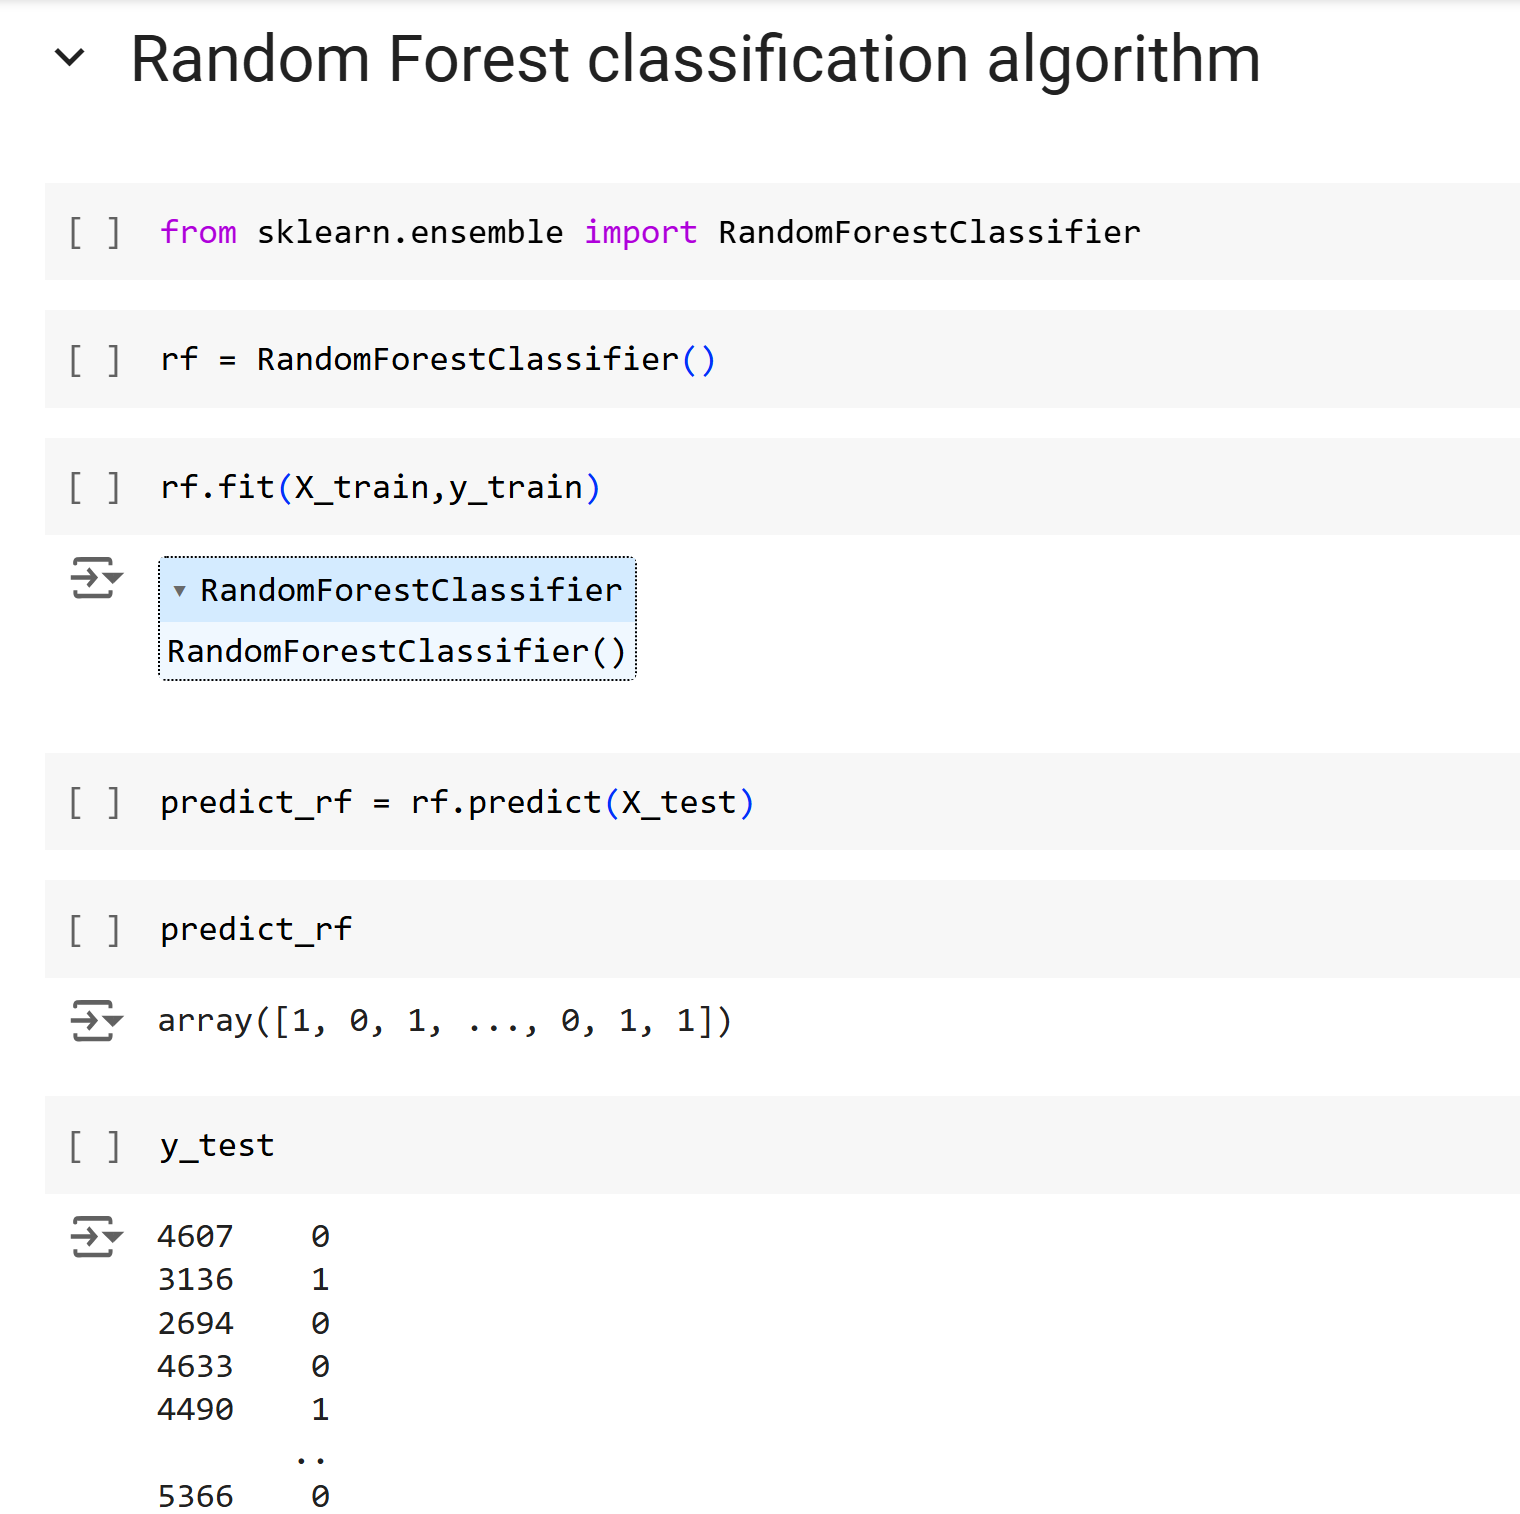 Random Forest classification algorithm
[ ] from sklearn.ensemble import RandomForestClassifier
[ ] rf = RandomForestClassifier()
[ ] rf.fit(X_train,y_train)
▾ RandomForestClassifier
RandomForestClassifier()
[ ] predict_rf = rf.predict(X_test)
[ ] predict_rf
array([1, 0, 1, ..., 0, 1, 1])
[ ] y_test
4607    0
3136    1
2694    0
4633    0
4490    1
..
5366    0